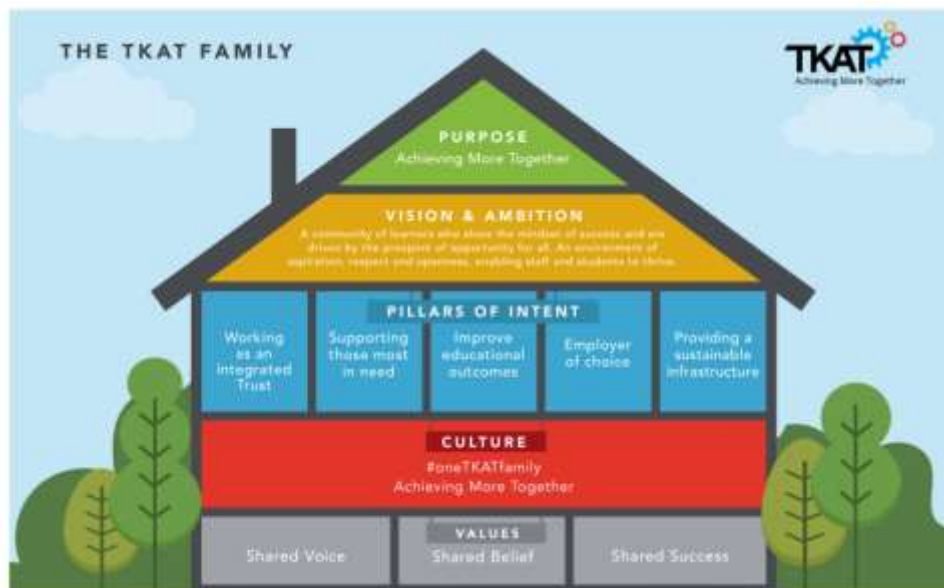 THE TKAT FAMILY
TKAT
Achieving More Together
PURPOSE
Achieving More Together
VISION & AMBITION
A community of learners who share the mindset of success and are
driven by the prospect of opportunity for all. An environment of
aspiration, respect and openness, enabling staff and students to thrive.
PILLARS OF INTENT
Working
as an
integrated
Trust
Supporting
those most
in need
Improve
educational
outcomes
Employer
of choice
Providing a
sustainable
infrastructure
CULTURE
#oneTKATfamily
Achieving More Together
VALUES
Shared Voice
Shared Belief
Shared Success